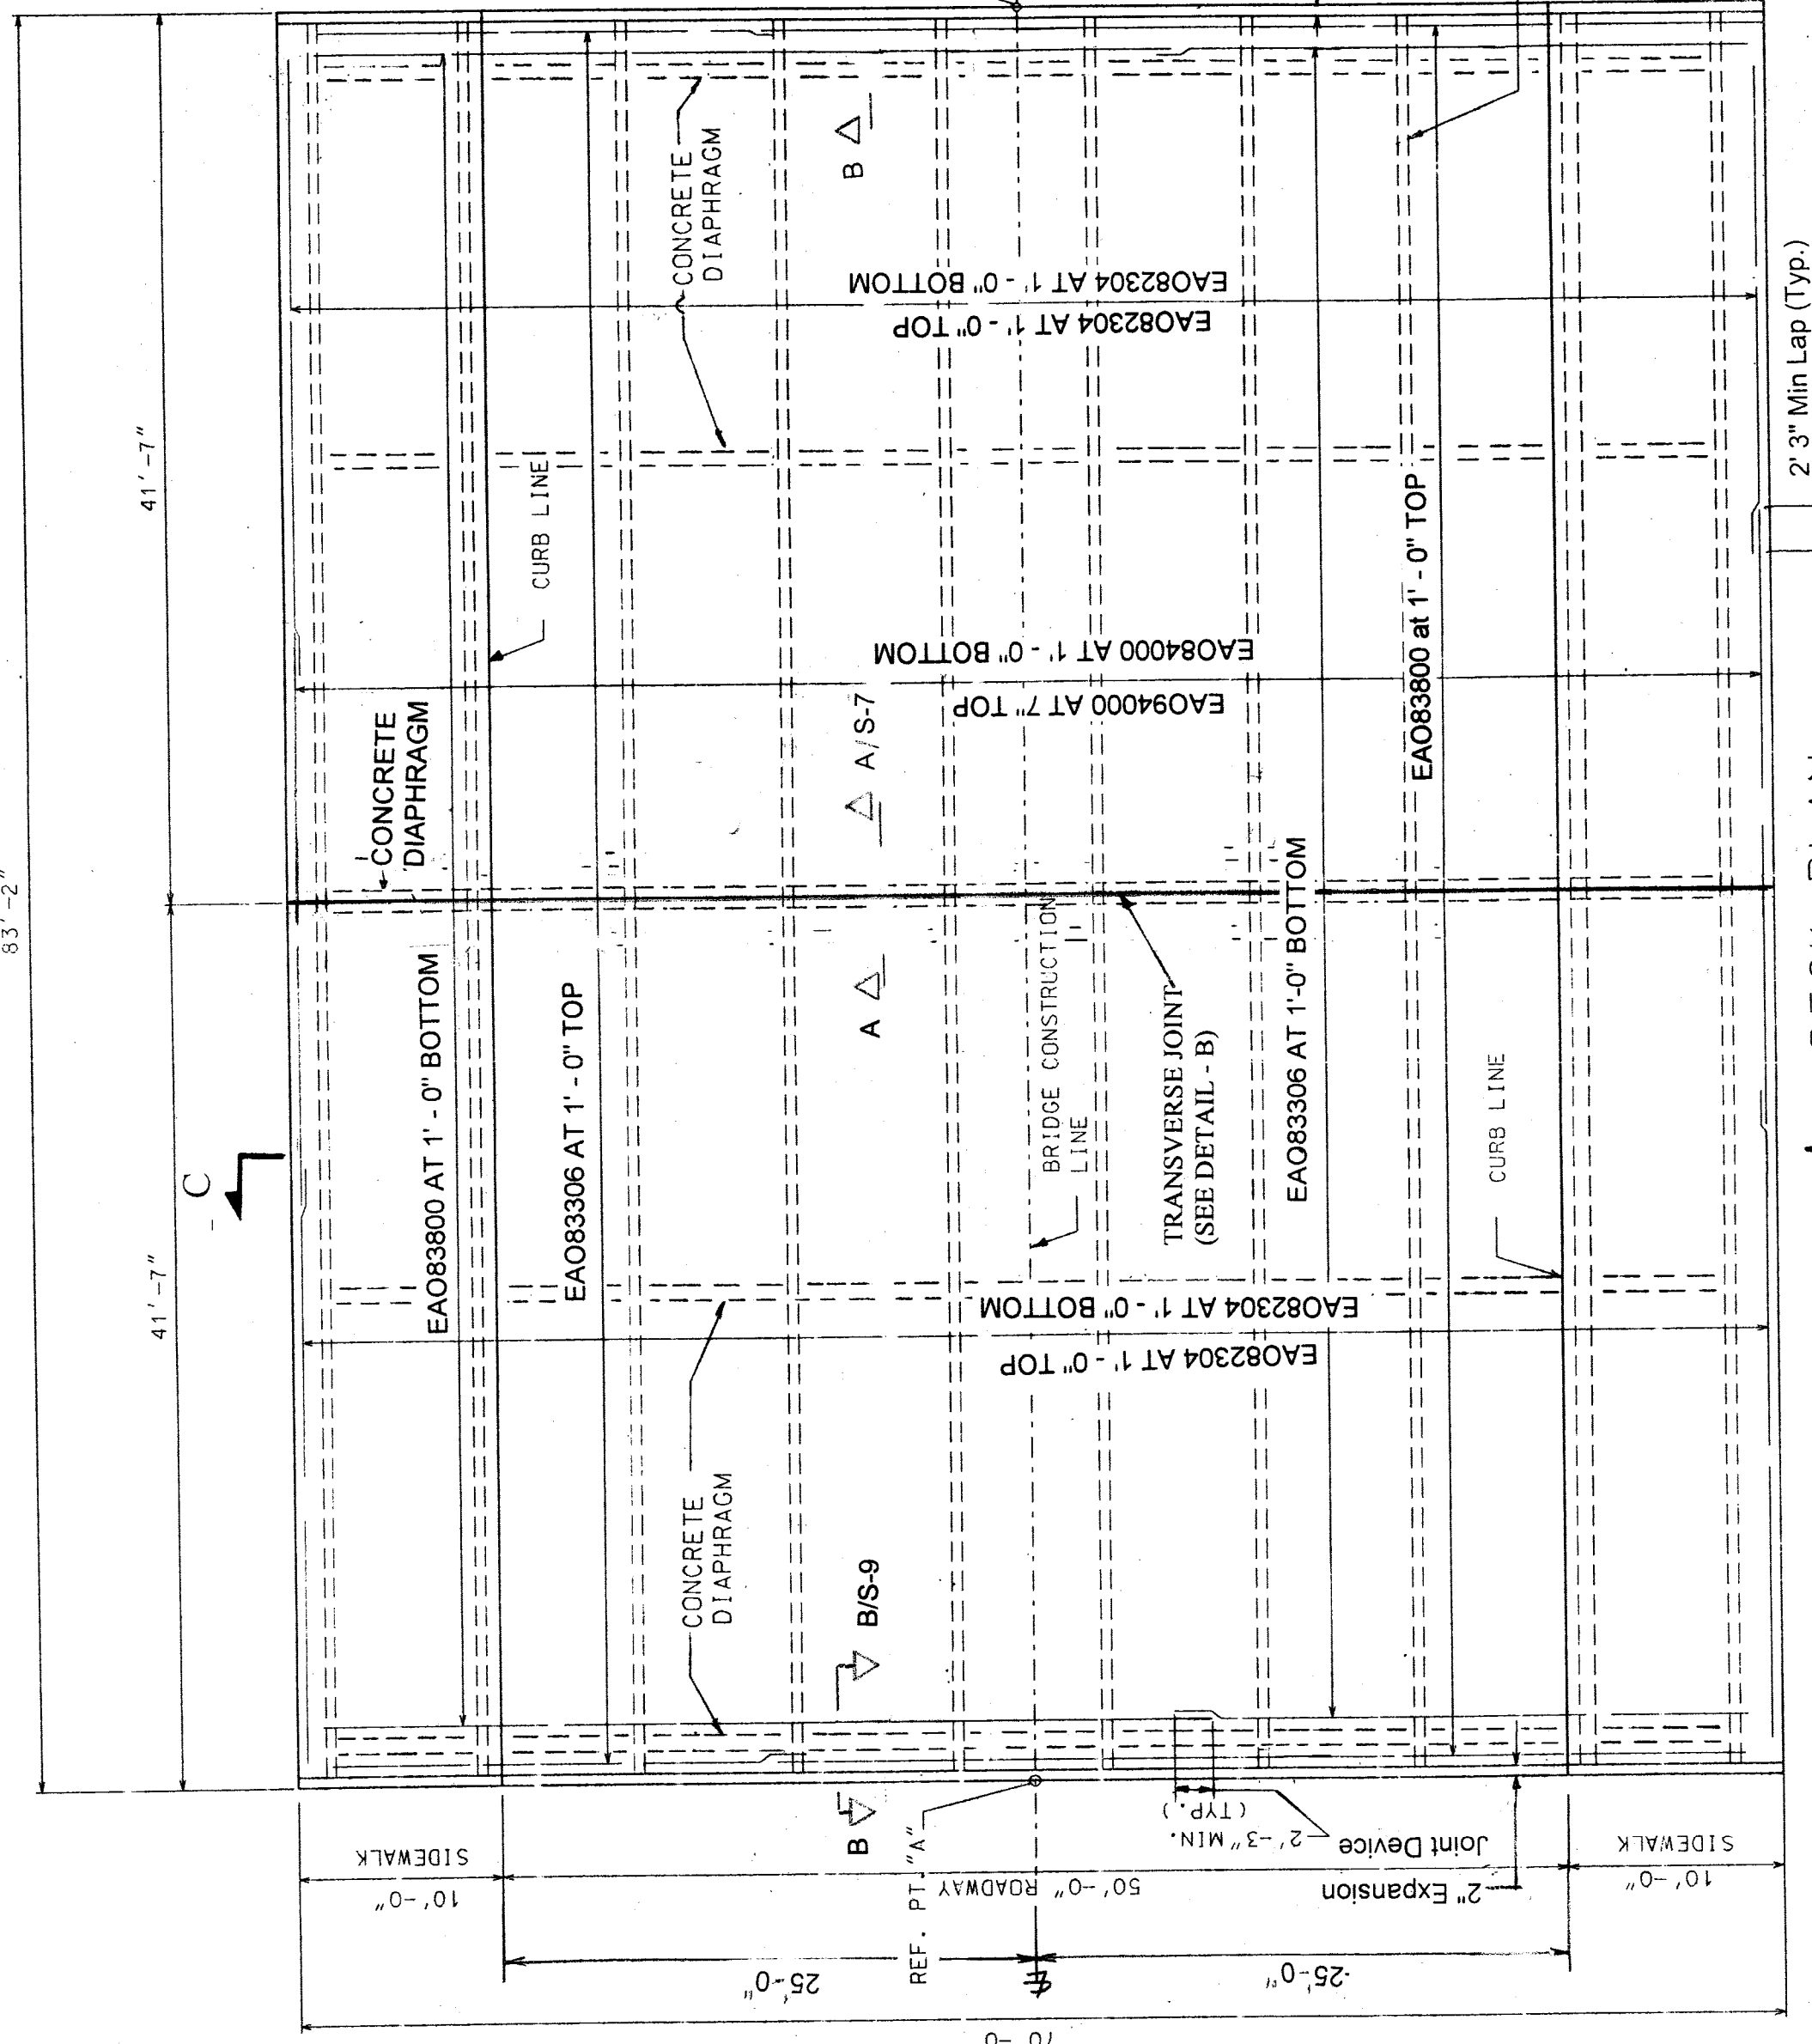 83'-2"
41'-7"
41'-7"
C
CONCRETE
DIAPHRAGM
CURB LINE
CONCRETE
DIAPHRAGM
B
EAO82304 AT 1' - 0" BOTTOM
EAO82304 AT 1' - 0" TOP
EAO84000 AT 1' - 0" BOTTOM
EAO94000 AT 7" TOP
A/S-7
A
EAO83800 AT 1' - 0" BOTTOM
EAO83306 AT 1' - 0" TOP
EAO83800 at 1' - 0" TOP
EAO83306 AT 1'-0" BOTTOM
BRIDGE CONSTRUCTION
LINE
TRANSVERSE JOINT
(SEE DETAIL - B)
CURB LINE
EAO82304 AT 1' - 0" BOTTOM
EAO82304 AT 1' - 0" TOP
CONCRETE
DIAPHRAGM
B/S-9
B
REF. PT. "A"
2'-3" MIN.
(TYP.)
2" Expansion
Joint Device
10'-0"
SIDEWALK
50'-0" ROADWAY
10'-0"
SIDEWALK
25'-0"
25'-0"
70'-0
2' 3" Min Lap (Typ.)